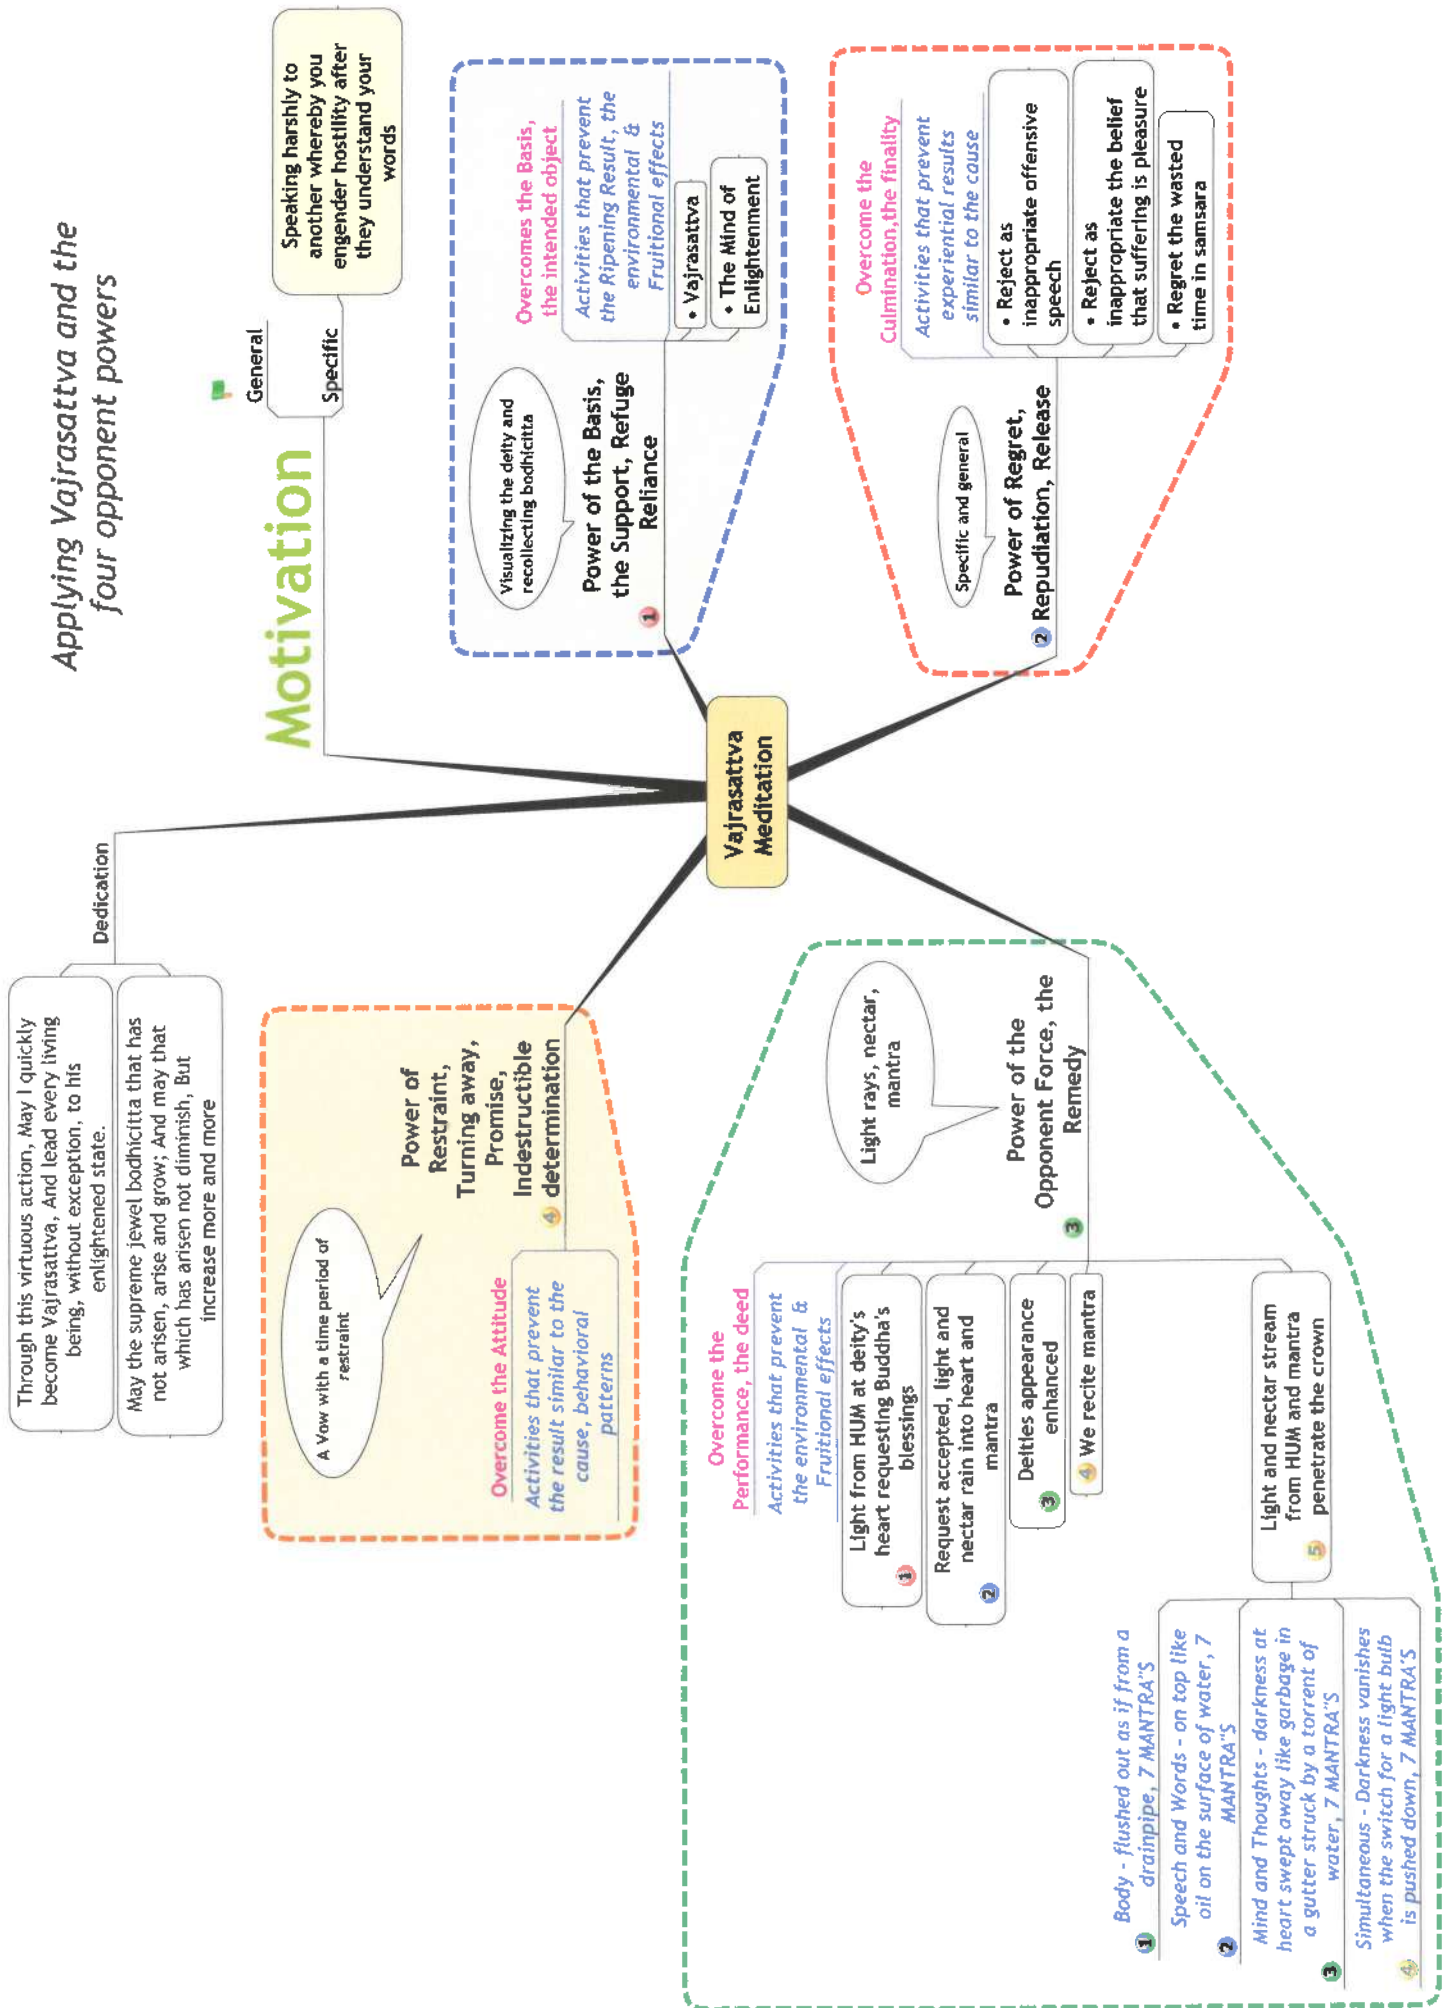 Applying Vajrasattva and the
four opponent powers
Motivation
General
Specific
Speaking harshly to
another whereby you
engender hostility after
they understand your
words
Vajrasattva
Meditation
Visualizing the deity and
recollecting bodhicitta
1
Power of the Basis,
the Support, Refuge
Reliance
Overcomes the Basis,
the intended object
Activities that prevent
the Ripening Result, the
environmental &
Fruitional effects
• Vajrasattva
• The Mind of
Enlightenment
Specific and general
Power of Regret,
2 Repudiation, Release
Overcome the
Culmination,the finality
Activities that prevent
experiential results
similar to the cause
• Reject as
inappropriate offensive
speech
• Reject as
inappropriate the belief
that suffering is pleasure
• Regret the wasted
time in samsara
Light rays, nectar,
mantra
Power of the
Opponent Force, the
3 Remedy
Overcome the
Performance, the deed
Activities that prevent
the environmental &
Fruitional effects
Light from HUM at deity's
heart requesting Buddha's
1 blessings
Request accepted, light and
nectar rain into heart and
2 mantra
Deities appearance
3 enhanced
4 We recite mantra
Light and nectar stream
from HUM and mantra
5 penetrate the crown
Body - flushed out as if from a
1 drainpipe, 7 MANTRA"S
Speech and Words - on top like
oil on the surface of water, 7
2 MANTRA"S
Mind and Thoughts - darkness at
heart swept away like garbage in
a gutter struck by a torrent of
3 water, 7 MANTRA"S
Simultaneous - Darkness vanishes
when the switch for a light bulb
4 is pushed down, 7 MANTRA'S
A Vow with a time period of
restraint
Power of
Restraint,
Turning away,
Promise,
Indestructible
4 determination
Overcome the Attitude
Activities that prevent
the result similar to the
cause, behavioral
patterns
Dedication
Through this virtuous action, May I quickly
become Vajrasattva, And lead every living
being, without exception, to his
enlightened state.
May the supreme jewel bodhicitta that has
not arisen, arise and grow; And may that
which has arisen not diminish, But
increase more and more